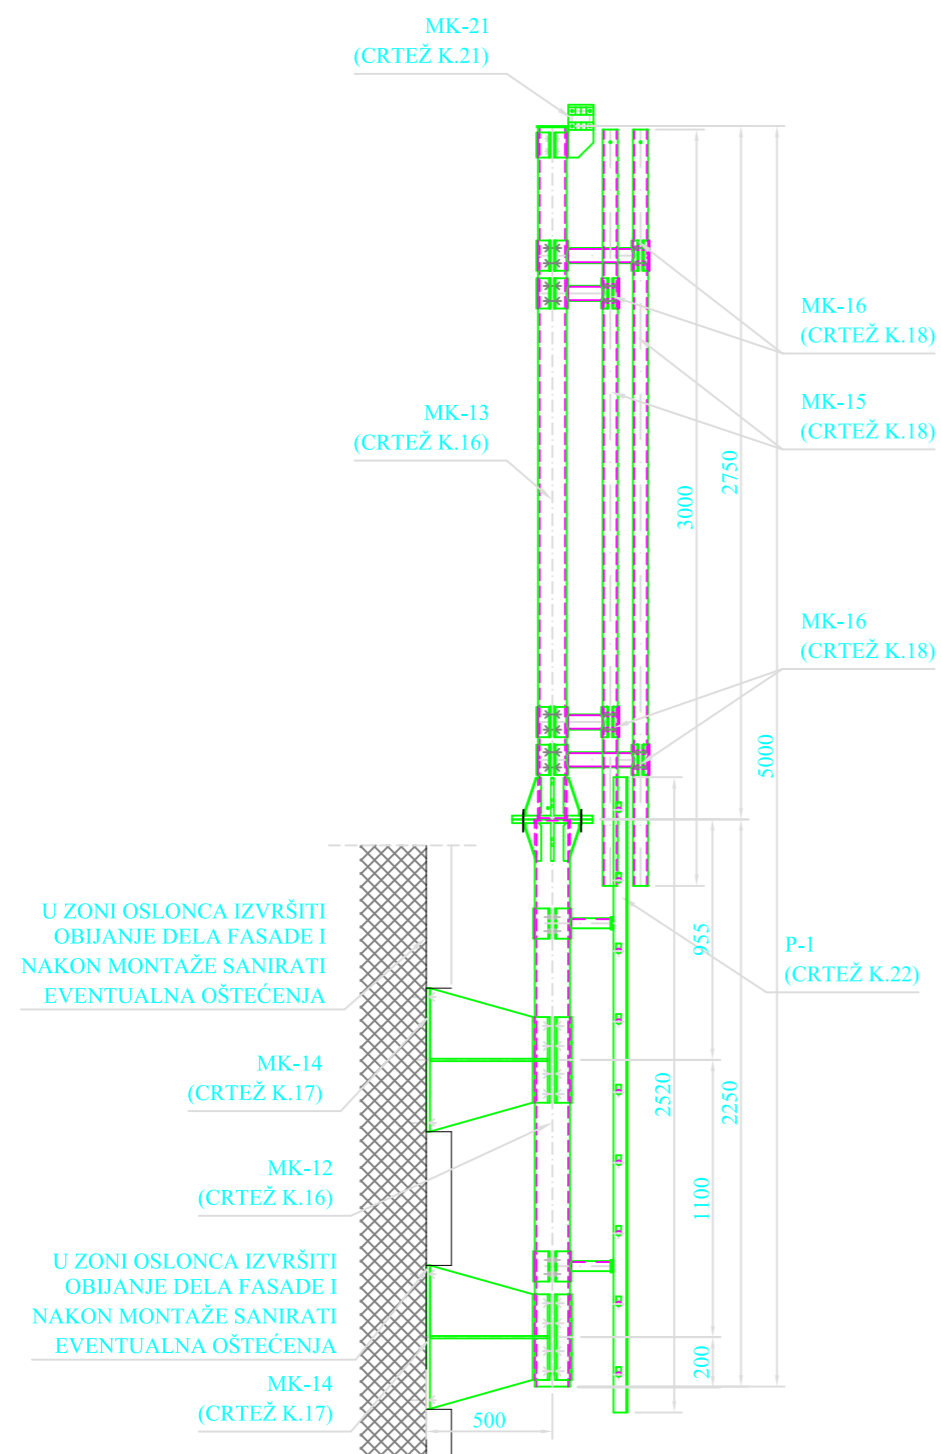 MK-21
(CRTEŽ K.21)
MK-16
(CRTEŽ K.18)
MK-15
(CRTEŽ K.18)
MK-13
(CRTEŽ K.16)
2750
3000
MK-16
(CRTEŽ K.18)
5000
U ZONI OSLONCA IZVRŠITI
OBIJANJE DELA FASADE I
NAKON MONTAŽE SANIRATI
EVENTUALNA OŠTEĆENJA
955
P-1
(CRTEŽ K.22)
MK-14
(CRTEŽ K.17)
2520
2250
MK-12
(CRTEŽ K.16)
1100
U ZONI OSLONCA IZVRŠITI
OBIJANJE DELA FASADE I
NAKON MONTAŽE SANIRATI
EVENTUALNA OŠTEĆENJA
200
MK-14
(CRTEŽ K.17)
500